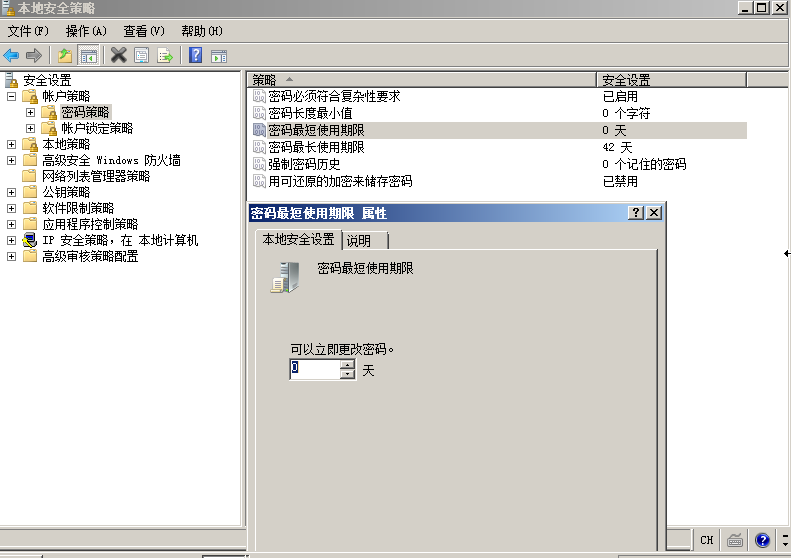 本地安全策略
文件(F) 操作(A) 查看(V) 帮助(H)
安全设置
帐户策略
密码策略
帐户锁定策略
本地策略
高级安全 Windows 防火墙
网络列表管理器策略
公钥策略
软件限制策略
应用程序控制策略
IP 安全策略，在 本地计算机
高级审核策略配置
策略 安全设置
密码必须符合复杂性要求 已启用
密码长度最小值 0 个字符
密码最短使用期限 0 天
密码最长使用期限 42 天
强制密码历史 0 个记住的密码
用可还原的加密来储存密码 已禁用
密码最短使用期限 属性
本地安全设置 说明
密码最短使用期限
可以立即更改密码。
0 天
CH